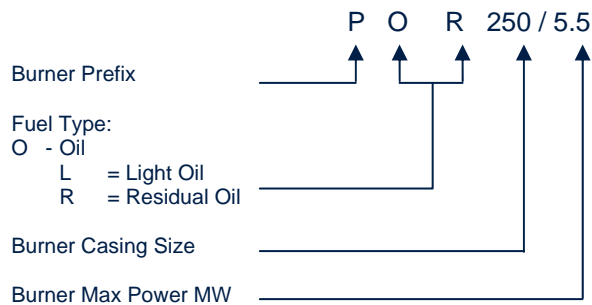 P O R 250 / 5.5
Burner Prefix
Fuel Type:
O - Oil
L = Light Oil
R = Residual Oil
Burner Casing Size
Burner Max Power MW